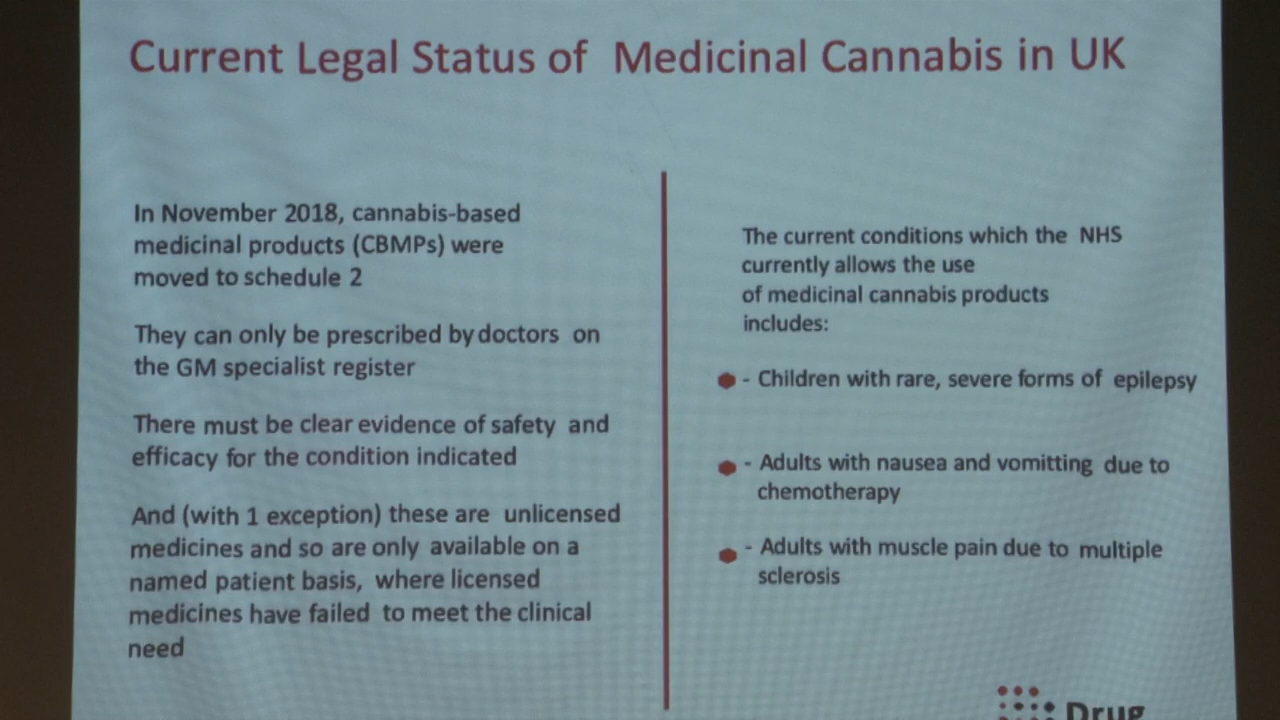 Current Legal Status of Medicinal Cannabis in UK
In November 2018, cannabis-based
medicinal products (CBMPs) were
moved to schedule 2
They can only be prescribed by doctors on
the GM specialist register
There must be clear evidence of safety and
efficacy for the condition indicated
And (with 1 exception) these are unlicensed
medicines and so are only available on a
named patient basis, where licensed
medicines have failed to meet the clinical
need
The current conditions which the NHS
currently allows the use
of medicinal cannabis products
includes:
- Children with rare, severe forms of epilepsy
- Adults with nausea and vomitting due to
chemotherapy
- Adults with muscle pain due to multiple
sclerosis
Drug